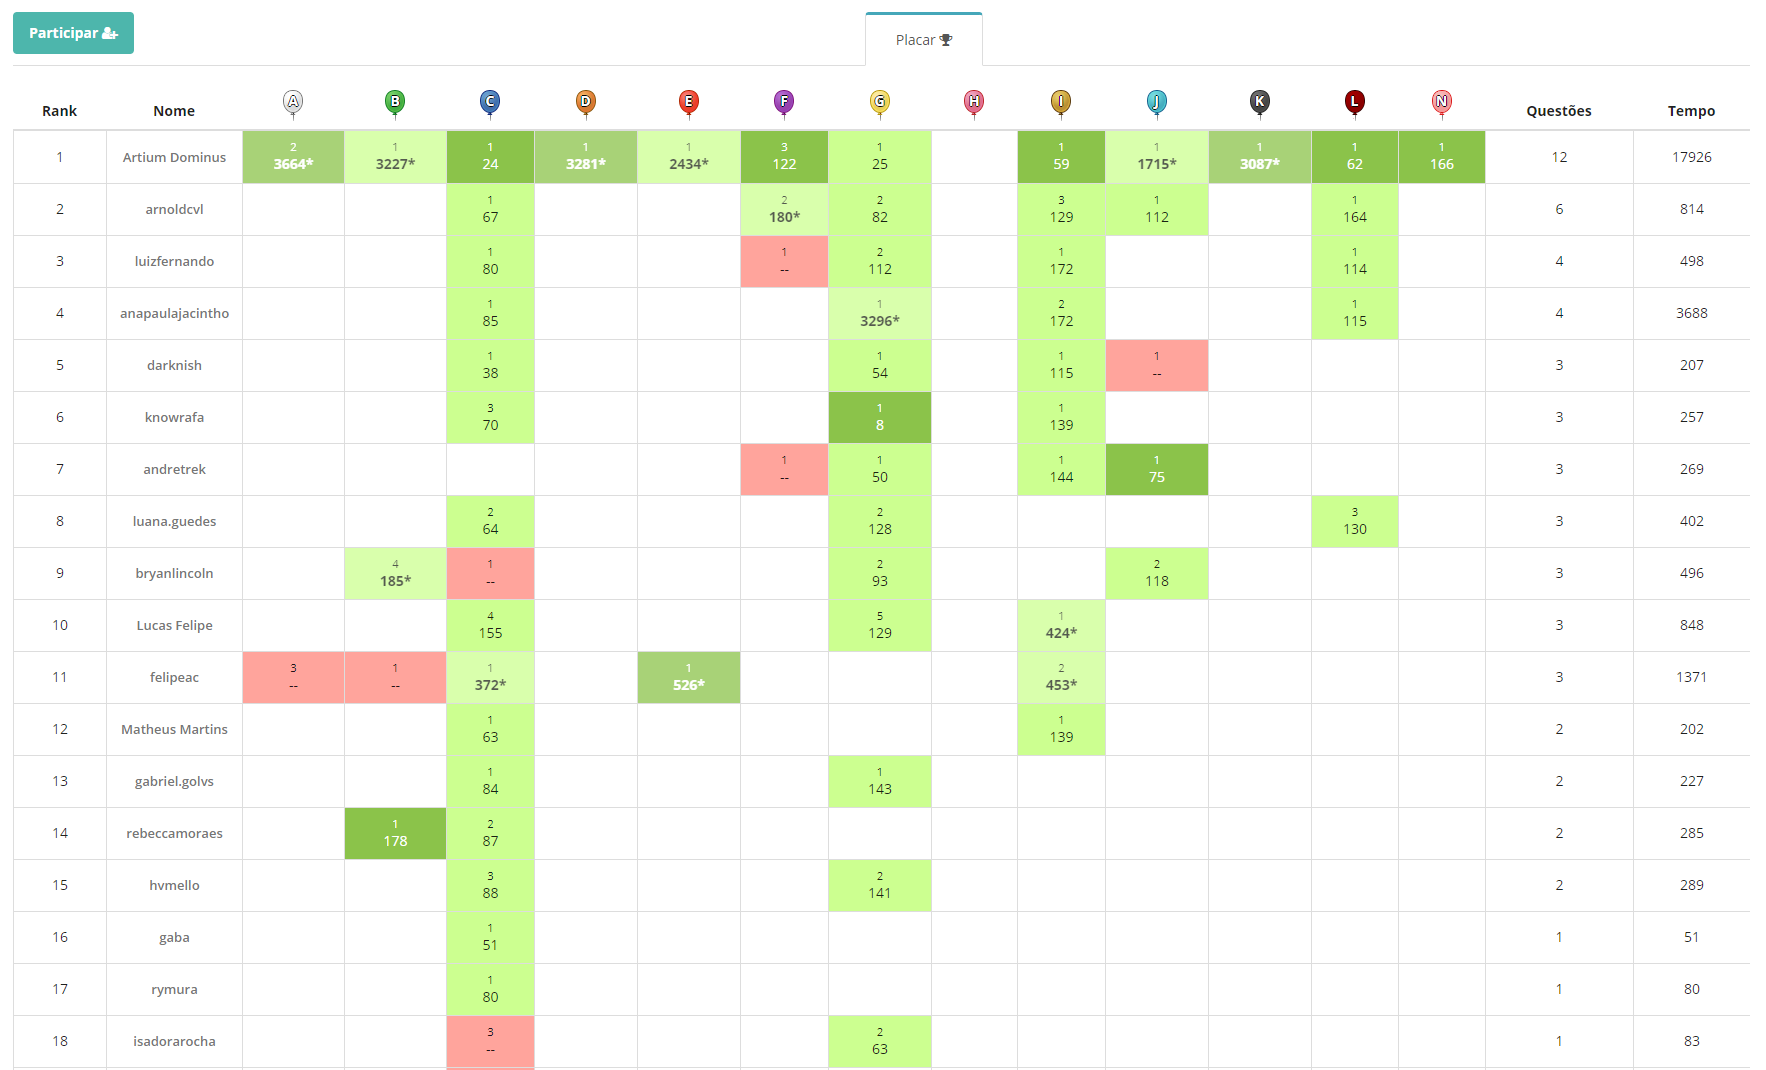 Participar
Placar
Rank Nome A B C D E F G H I J K L N Questões Tempo
1 Artium Dominus 2 3664* 1 3227* 1 24 1 3281* 1 2434* 3 122 1 25 1 59 1 1715* 1 3087* 1 62 1 166 12 17926
2 arnoldcvl 1 67 2 180* 2 82 3 129 1 112 1 164 6 814
3 luizfernando 1 80 1 -- 2 112 1 172 1 114 4 498
4 anapaulajacintho 1 85 1 3296* 2 172 1 115 4 3688
5 darknish 1 38 1 54 1 115 1 -- 3 207
6 knowrafa 3 70 1 8 1 139 3 257
7 andretrek 1 -- 1 50 1 144 1 75 3 269
8 luana.guedes 2 64 2 128 3 130 3 402
9 bryanlincoln 4 185* 1 -- 2 93 2 118 3 496
10 Lucas Felipe 4 155 5 129 1 424* 3 848
11 felipeac 3 -- 1 -- 1 372* 1 526* 2 453* 3 1371
12 Matheus Martins 1 63 1 139 2 202
13 gabriel.golvs 1 84 1 143 2 227
14 rebeccamoraes 1 178 2 87 2 285
15 hvmello 3 88 2 141 2 289
16 gaba 1 51 1 51
17 rymura 1 80 1 80
18 isadorarocha 3 -- 2 63 1 83